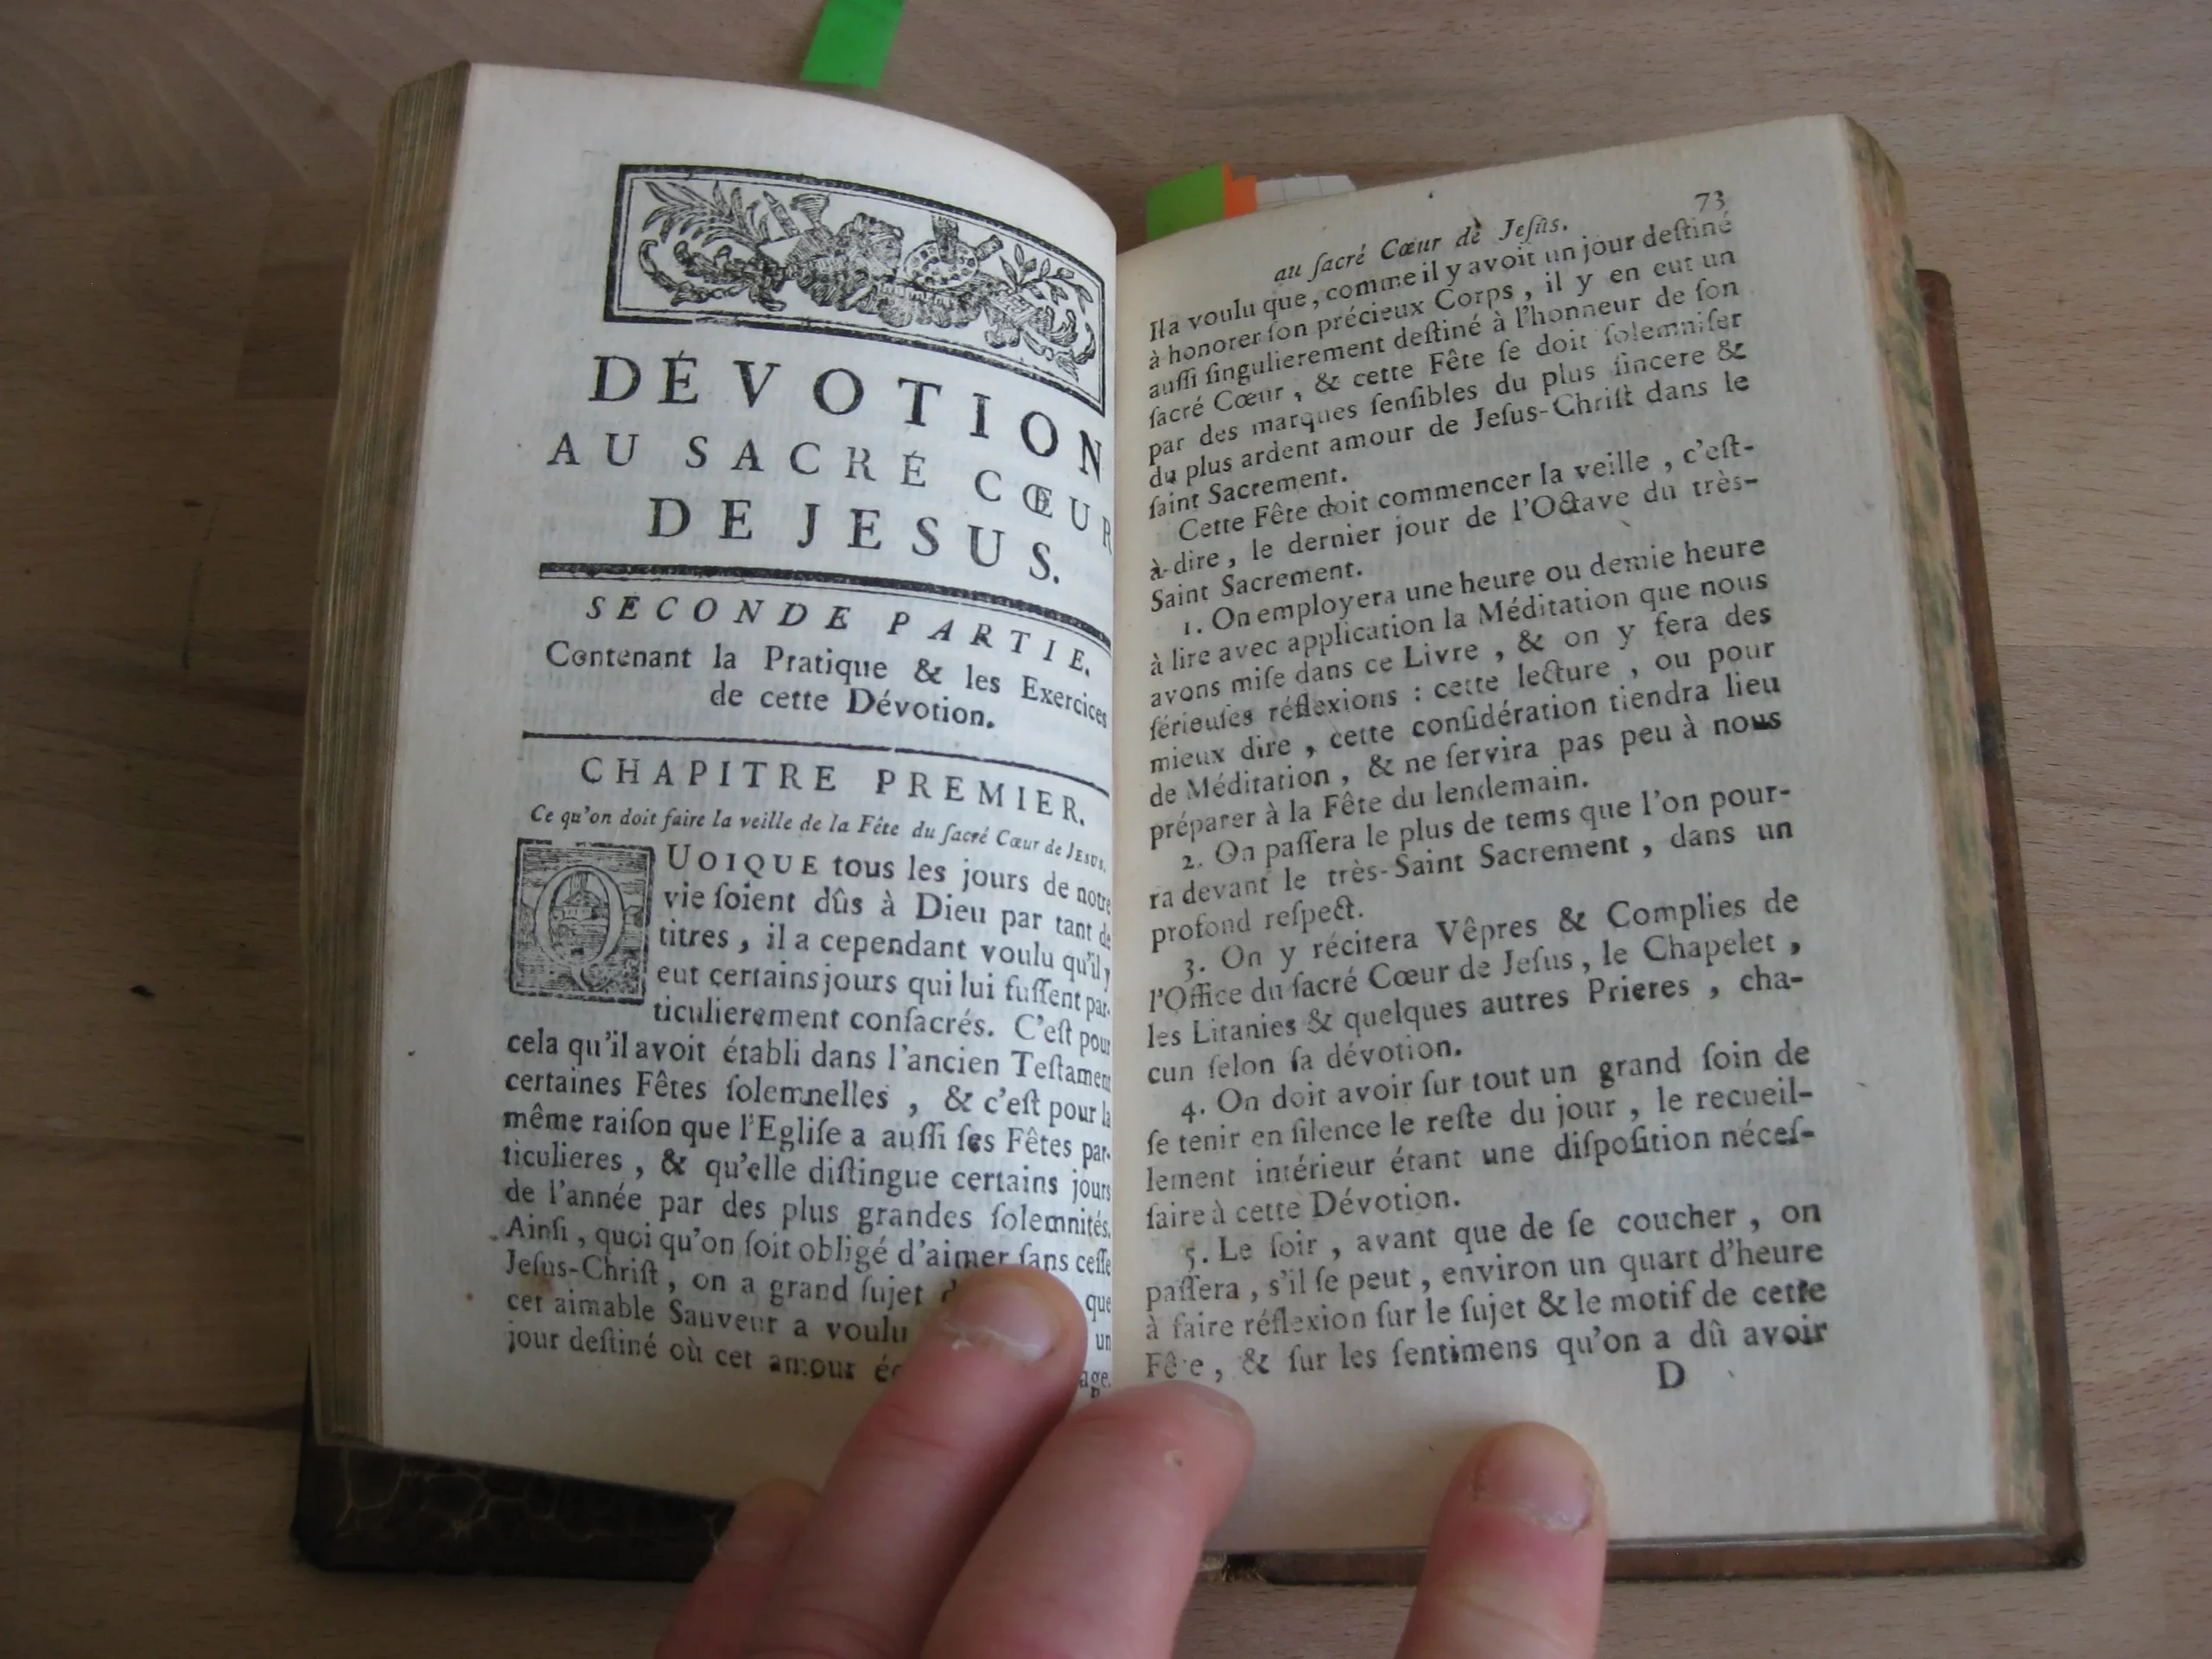 DÉVOTION
AU SACRÉ CŒUR
DE JESUS.
SECONDE PARTIE.
Contenant la Pratique & les Exercices
de cette Dévotion.
CHAPITRE PREMIER.
Ce qu'on doit faire la veille de la Fête du ſacré Cœur de JESUS.
QUOIQUE tous les jours de notre
vie ſoient dûs à Dieu par tant de
titres, il a cependant voulu qu'il y
eut certains jours qui lui fuſſent par-
ticulierement conſacrés. C'eſt pour
cela qu'il avoit établi dans l'ancien Teſtament
certaines Fêtes ſolemnelles, & c'eſt pour la
même raiſon que l'Egliſe a auſſi ſes Fêtes par-
ticulieres, & qu'elle diſtingue certains jours
de l'année par des plus grandes ſolemnités.
Ainſi, quoi qu'on ſoit obligé d'aimer ſans ceſſe
Jeſus-Chriſt, on a grand ſujet que
cet aimable Sauveur a voulu un
jour deſtiné où cet amour
73
au ſacré Cœur de Jeſus.
Il a voulu que, comme il y avoit un jour deſtiné
à honorer ſon précieux Corps, il y en eut un
auſſi ſingulierement deſtiné à l'honneur de ſon
ſacré Cœur, & cette Fête ſe doit ſolemniſer
par des marques ſenſibles du plus ſincere &
du plus ardent amour de Jeſus-Chriſt dans le
ſaint Sacrement.
Cette Fête doit commencer la veille, c'eſt-
à-dire, le dernier jour de l'Octave du très-
Saint Sacrement.
1. On employera une heure ou demie heure
à lire avec application la Méditation que nous
avons miſe dans ce Livre, & on y fera des
ſérieuſes réflexions : cette lecture, ou pour
mieux dire, cette conſidération tiendra lieu
de Méditation, & ne ſervira pas peu à nous
préparer à la Fête du lendemain.
2. On paſſera le plus de tems que l'on pour-
ra devant le très-Saint Sacrement, dans un
profond reſpect.
3. On y récitera Vêpres & Complies de
l'Office du ſacré Cœur de Jeſus, le Chapelet,
les Litanies & quelques autres Prieres, cha-
cun ſelon ſa dévotion.
4. On doit avoir ſur tout un grand ſoin de
ſe tenir en ſilence le reſte du jour, le recueil-
lement intérieur étant une diſpoſition néceſ-
ſaire à cette Dévotion.
5. Le ſoir, avant que de ſe coucher, on
paſſera, s'il ſe peut, environ un quart d'heure
à faire réflexion ſur le ſujet & le motif de cette
Fête, & ſur les ſentimens qu'on a dû avoir
D